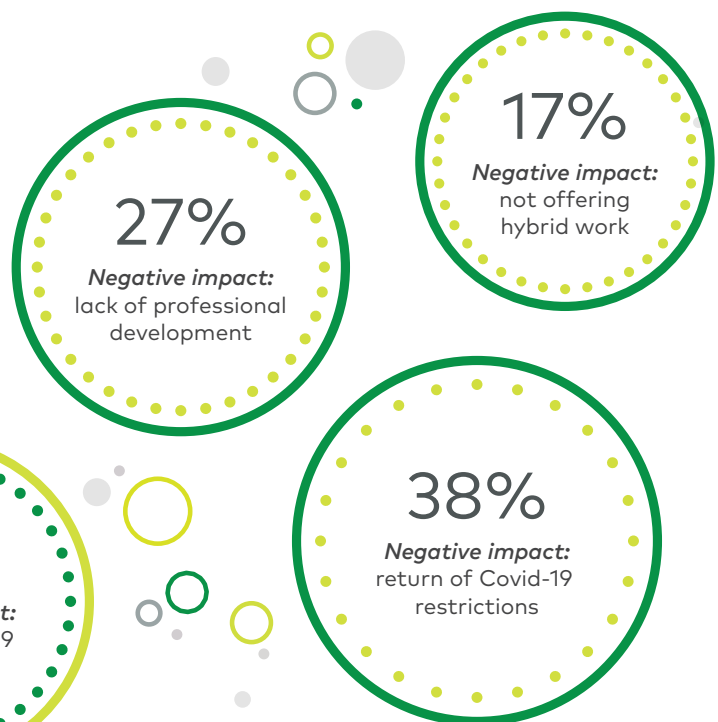 17%
Negative impact:
not offering
hybrid work
27%
Negative impact:
lack of professional
development
38%
Negative impact:
return of Covid-19
restrictions
t:
9